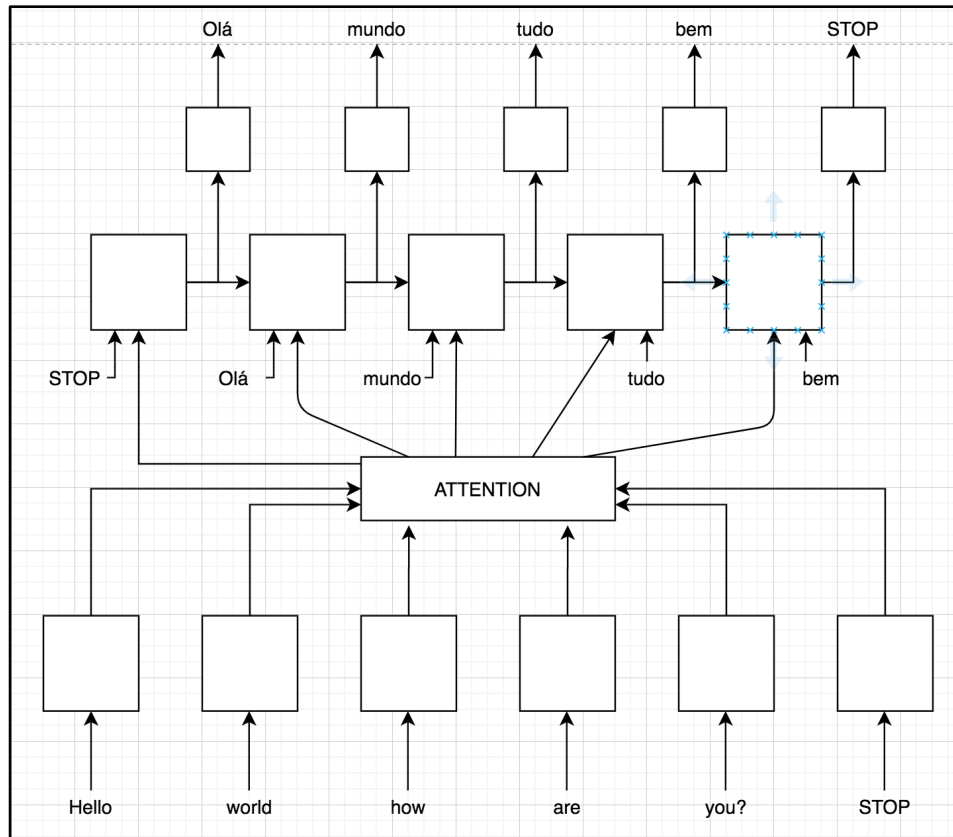 Olá mundo tudo bem STOP
STOP Olá mundo tudo bem
ATTENTION
Hello world how are you? STOP